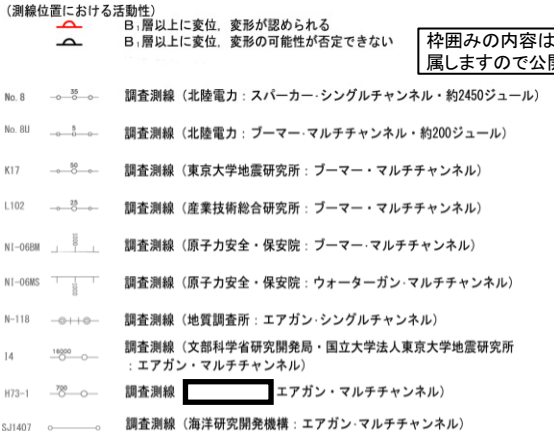 (測線位置における活動性)
B₁層以上に変位，変形が認められる
B₁層以上に変位，変形の可能性が否定できない
枠囲みの内容は
属しますので公開
No. 8 35 調査測線（北陸電力：スパーカー・シングルチャンネル・約2450ジュール）
No. 8U 5 調査測線（北陸電力：ブーマー・マルチチャンネル・約200ジュール）
K17 50 調査測線（東京大学地震研究所：ブーマー・マルチチャンネル）
L102 25 調査測線（産業技術総合研究所：ブーマー・マルチチャンネル）
NI-06BM 1000 調査測線（原子力安全・保安院：ブーマー・マルチチャンネル）
NI-06MS 1000 調査測線（原子力安全・保安院：ウォーターガン・マルチチャンネル）
N-118 調査測線（地質調査所：エアガン・シングルチャンネル）
I4 16000 調査測線（文部科学省研究開発局・国立大学法人東京大学地震研究所
：エアガン・マルチチャンネル）
H73-1 700 調査測線（ エアガン・マルチチャンネル）
SJ1407 調査測線（海洋研究開発機構：エアガン・マルチチャンネル）